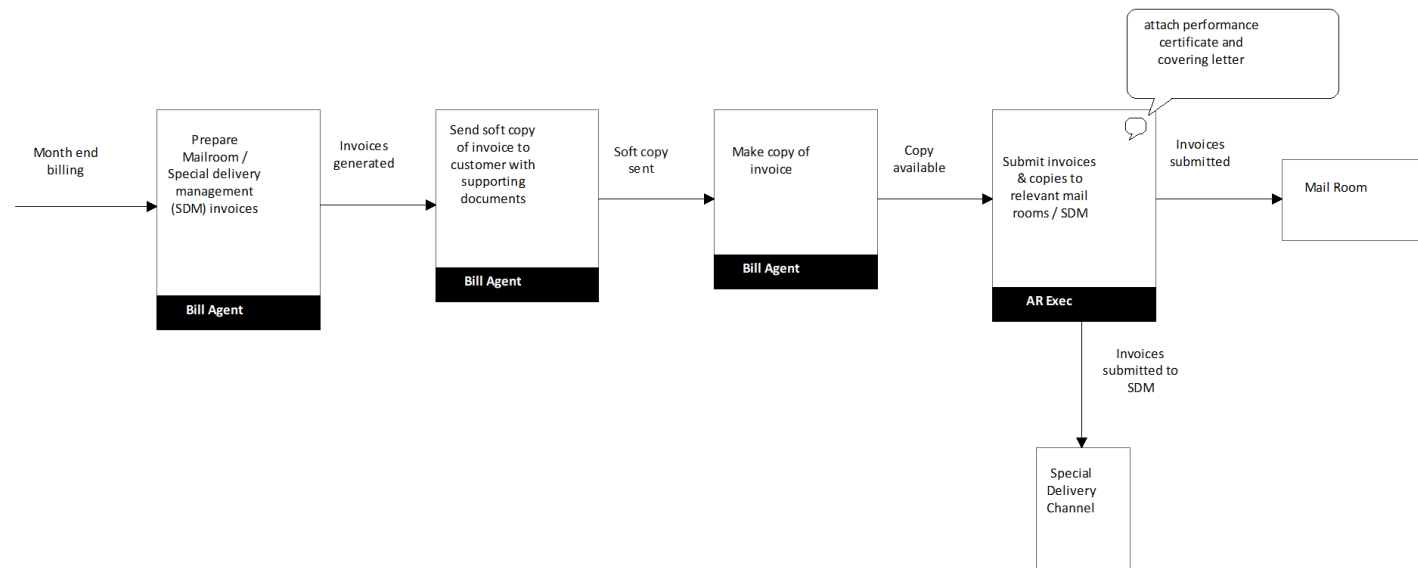 attach performance
certificate and
covering letter
Month end
billing
Prepare
Mailroom /
Special delivery
management
(SDM) invoices
Bill Agent
Invoices
generated
Send soft copy
of invoice to
customer with
supporting
documents
Bill Agent
Soft copy
sent
Make copy of
invoice
Bill Agent
Copy
available
Submit invoices
& copies to
relevant mail
rooms / SDM
AR Exec
Invoices
submitted
Mail Room
Invoices
submitted to
SDM
Special
Delivery
Channel